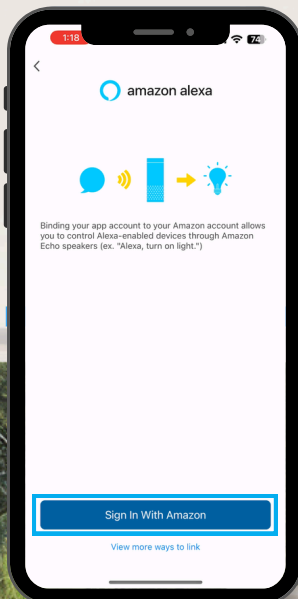 1:18
74
amazon alexa
Binding your app account to your Amazon account allows
you to control Alexa-enabled devices through Amazon
Echo speakers (ex. "Alexa, turn on light.")
Sign In With Amazon
View more ways to link